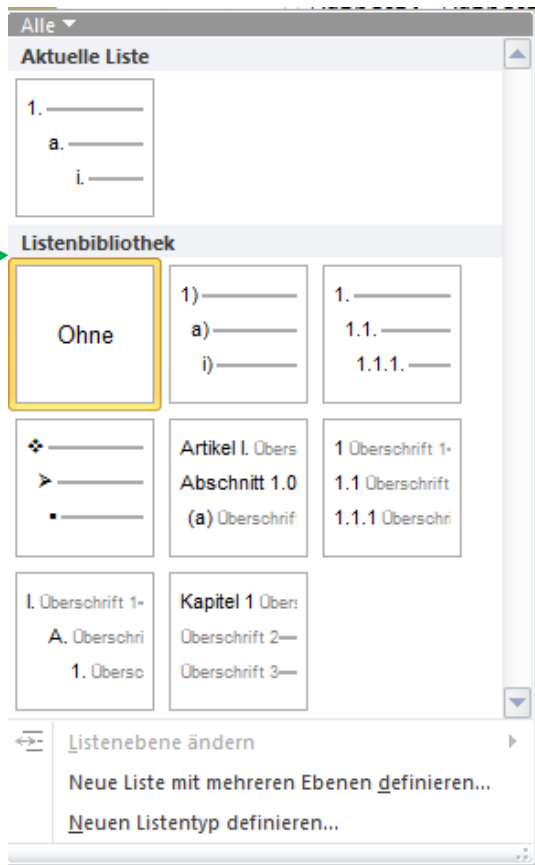 Alle
Aktuelle Liste
1.
a.
i.
Listenbibliothek
Ohne
1)
a)
i)
1.
1.1.
1.1.1.
Artikel I. Übers
Abschnitt 1.0
(a) Überschrif
1 Überschrift 1
1.1 Überschrift
1.1.1 Überschri
I. Überschrift 1
A. Überschri
1. Übersc
Kapitel 1 Übers
Überschrift 2
Überschrift 3
Listenebene ändern
Neue Liste mit mehreren Ebenen definieren...
Neuen Listentyp definieren...